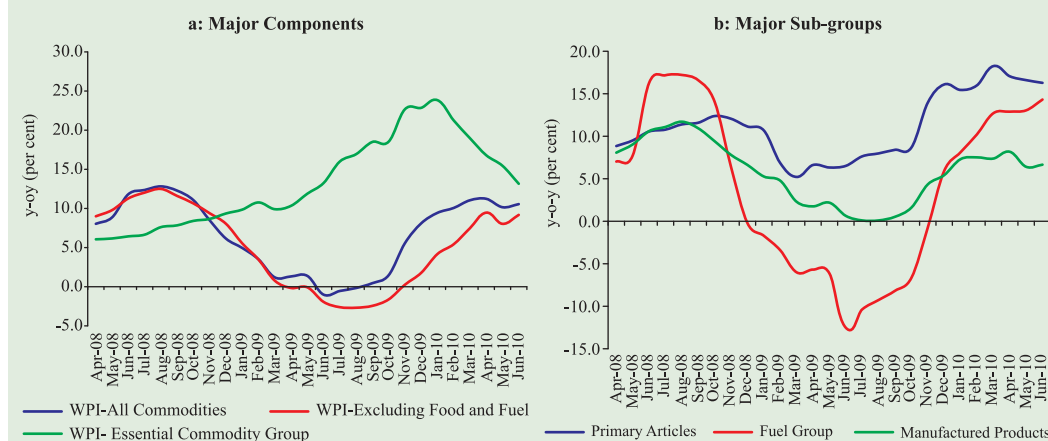 a: Major Components
30.0
25.0
20.0
15.0
10.0
5.0
0.0
-5.0
y-oy (per cent)
Apr-08
May-08
Jun-08
Jul-08
Aug-08
Sep-08
Oct-08
Nov-08
Dec-08
Jan-09
Feb-09
Mar-09
Apr-09
May-09
Jun-09
Jul-09
Aug-09
Sep-09
Oct-09
Nov-09
Dec-09
Jan-10
Feb-10
Mar-10
Apr-10
May-10
Jun-10
WPI-All Commodities
WPI-Excluding Food and Fuel
WPI- Essential Commodity Group
b: Major Sub-groups
20.0
15.0
10.0
5.0
0.0
-5.0
-10.0
-15.0
y-o-y (per cent)
Apr-08
May-08
Jun-08
Jul-08
Aug-08
Sep-08
Oct-08
Nov-08
Dec-08
Jan-09
Feb-09
Mar-09
Apr-09
May-09
Jun-09
Jul-09
Aug-09
Sep-09
Oct-09
Nov-09
Dec-09
Jan-10
Feb-10
Mar-10
Apr-10
May-10
Jun-10
Primary Articles
Fuel Group
Manufactured Products